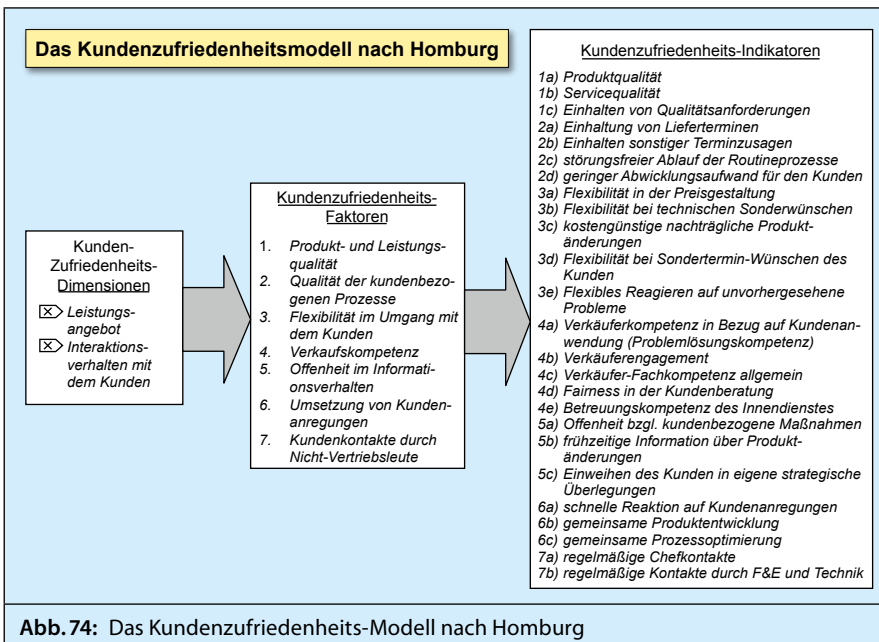 Das Kundenzufriedenheitsmodell nach Homburg
Kunden-
Zufriedenheits-
Dimensionen
Leistungs-
angebot
Interaktions-
verhalten mit
dem Kunden
Kundenzufriedenheits-
Faktoren
1. Produkt- und Leistungs-
qualität
2. Qualität der kundenbezo-
genen Prozesse
3. Flexibilität im Umgang mit
dem Kunden
4. Verkaufskompetenz
5. Offenheit im Informati-
onsverhalten
6. Umsetzung von Kunden-
anregungen
7. Kundenkontakte durch
Nicht-Vertriebsleute
Kundenzufriedenheits-Indikatoren
1a) Produktqualität
1b) Servicequalität
1c) Einhalten von Qualitätsanforderungen
2a) Einhaltung von Lieferterminen
2b) Einhalten sonstiger Terminzusagen
2c) störungsfreier Ablauf der Routineprozesse
2d) geringer Abwicklungsaufwand für den Kunden
3a) Flexibilität in der Preisgestaltung
3b) Flexibilität bei technischen Sonderwünschen
3c) kostengünstige nachträgliche Produkt-
änderungen
3d) Flexibilität bei Sondertermin-Wünschen des
Kunden
3e) Flexibles Reagieren auf unvorhergesehene
Probleme
4a) Verkäuferkompetenz in Bezug auf Kundenan-
wendung (Problemlösungskompetenz)
4b) Verkäuferengagement
4c) Verkäufer-Fachkompetenz allgemein
4d) Fairness in der Kundenberatung
4e) Betreuungskompetenz des Innendienstes
5a) Offenheit bzgl. kundenbezogene Maßnahmen
5b) frühzeitige Information über Produkt-
änderungen
5c) Einweihen des Kunden in eigene strategische
Überlegungen
6a) schnelle Reaktion auf Kundenanregungen
6b) gemeinsame Produktentwicklung
6c) gemeinsame Prozessoptimierung
7a) regelmäßige Chefkontakte
7b) regelmäßige Kontakte durch F&E und Technik
Abb. 74: Das Kundenzufriedenheits-Modell nach Homburg